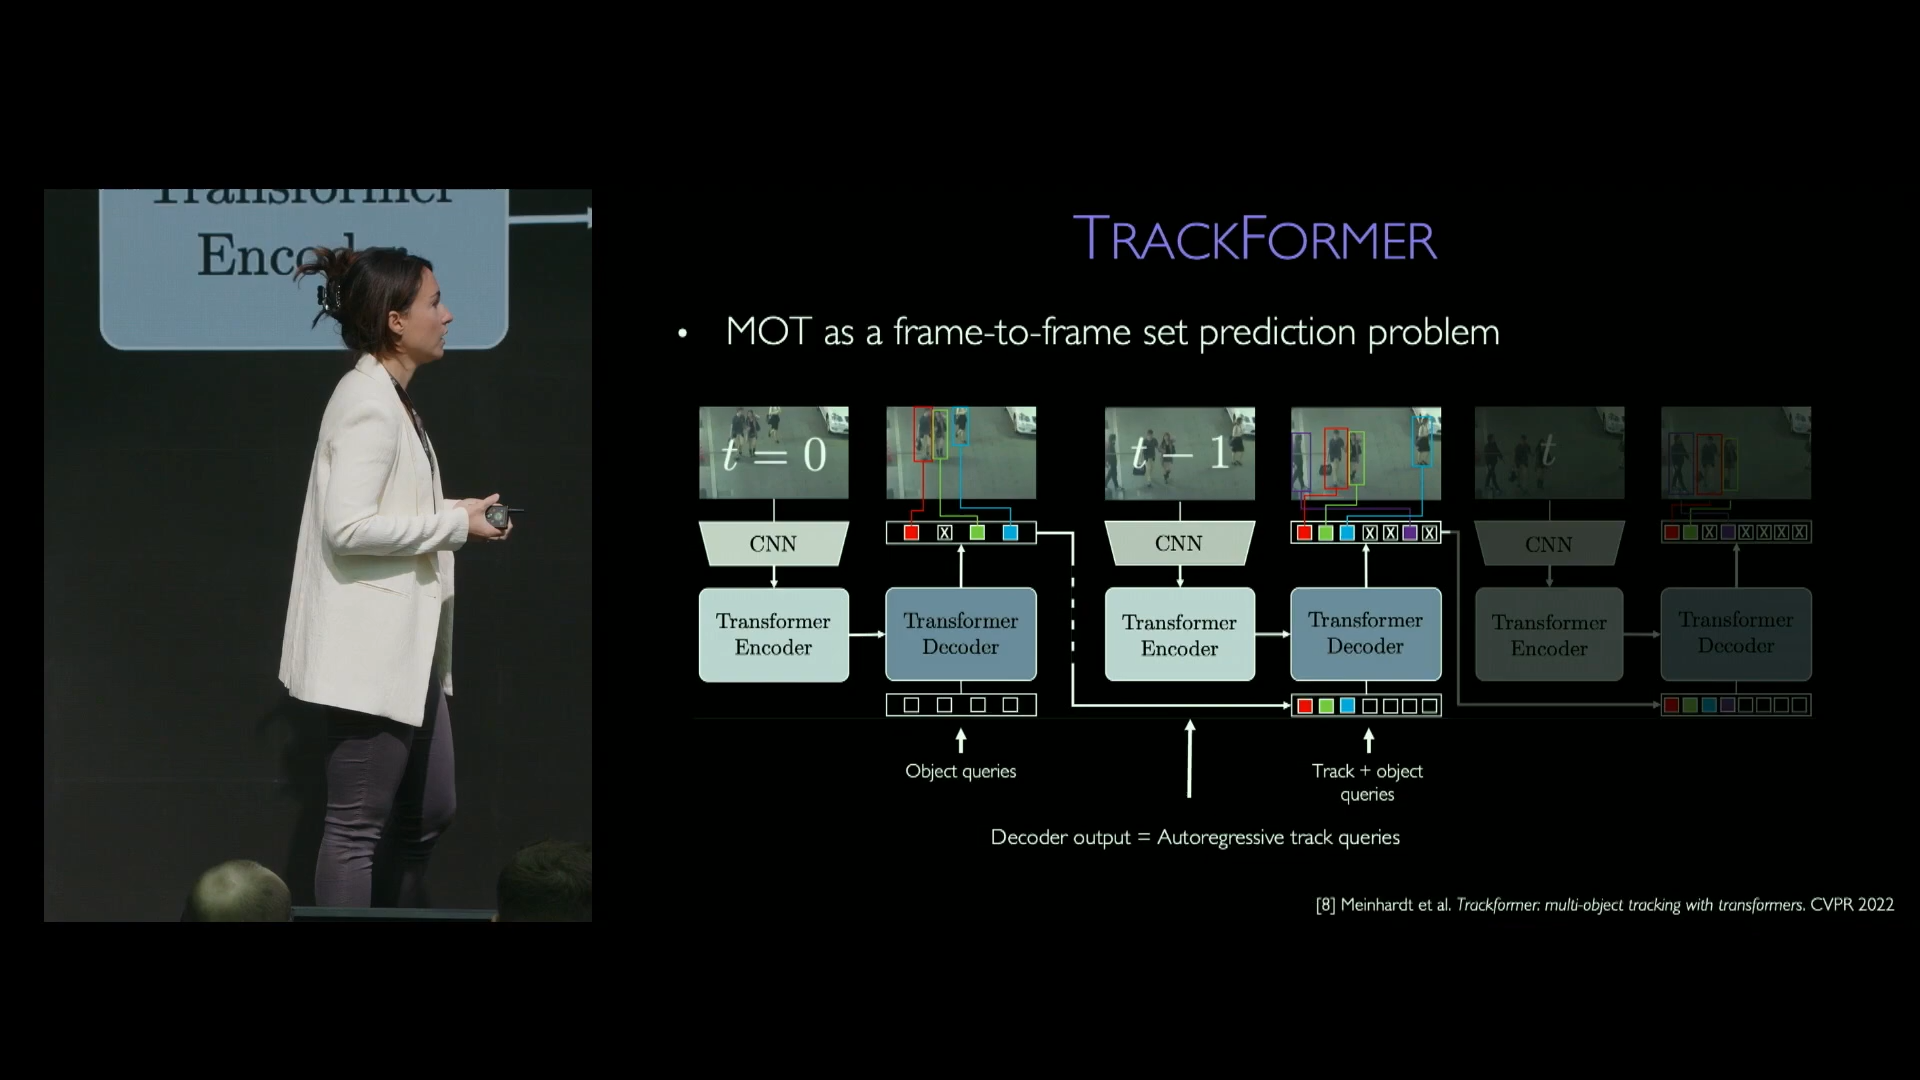 Transformer
Encoder
TRACKFORMER
• MOT as a frame-to-frame set prediction problem
t = 0
t − 1
t
CNN
X
CNN
X X X
CNN
X X X X X
Transformer
Encoder
Transformer
Decoder
Transformer
Encoder
Transformer
Decoder
Transformer
Encoder
Transformer
Decoder
Object queries
Track + object
queries
Decoder output = Autoregressive track queries
[8] Meinhardt et al. Trackformer: multi-object tracking with transformers. CVPR 2022